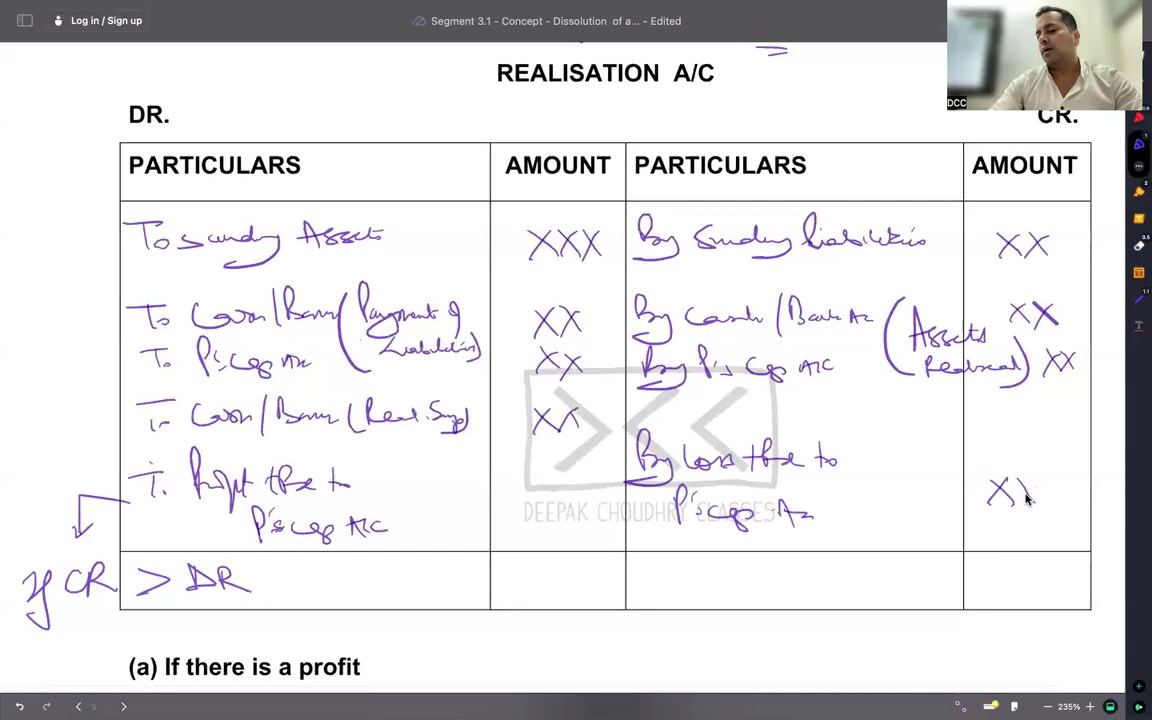 Log in / Sign up
Segment 3.1 - Concept - Dissolution of a... - Edited
DCC
REALISATION A/C
DR.
CR.
PARTICULARS AMOUNT PARTICULARS AMOUNT
To Sundry Assets XXX By Sundry Liabilities XX
To Cash/Bank (Payment of Liabilities) XX By Cash/Bank A/c (Assets Realised) XX
To P's Cap A/c XX By P's Cap A/C XX
To Cash/Bank (Real. Exp) XX
To Profit tfr to By Loss tfr to
P's Cap A/C P's Cap A/c
DEEPAK CHOUDHRY CLASSES
if CR > DR
(a) If there is a profit
235%